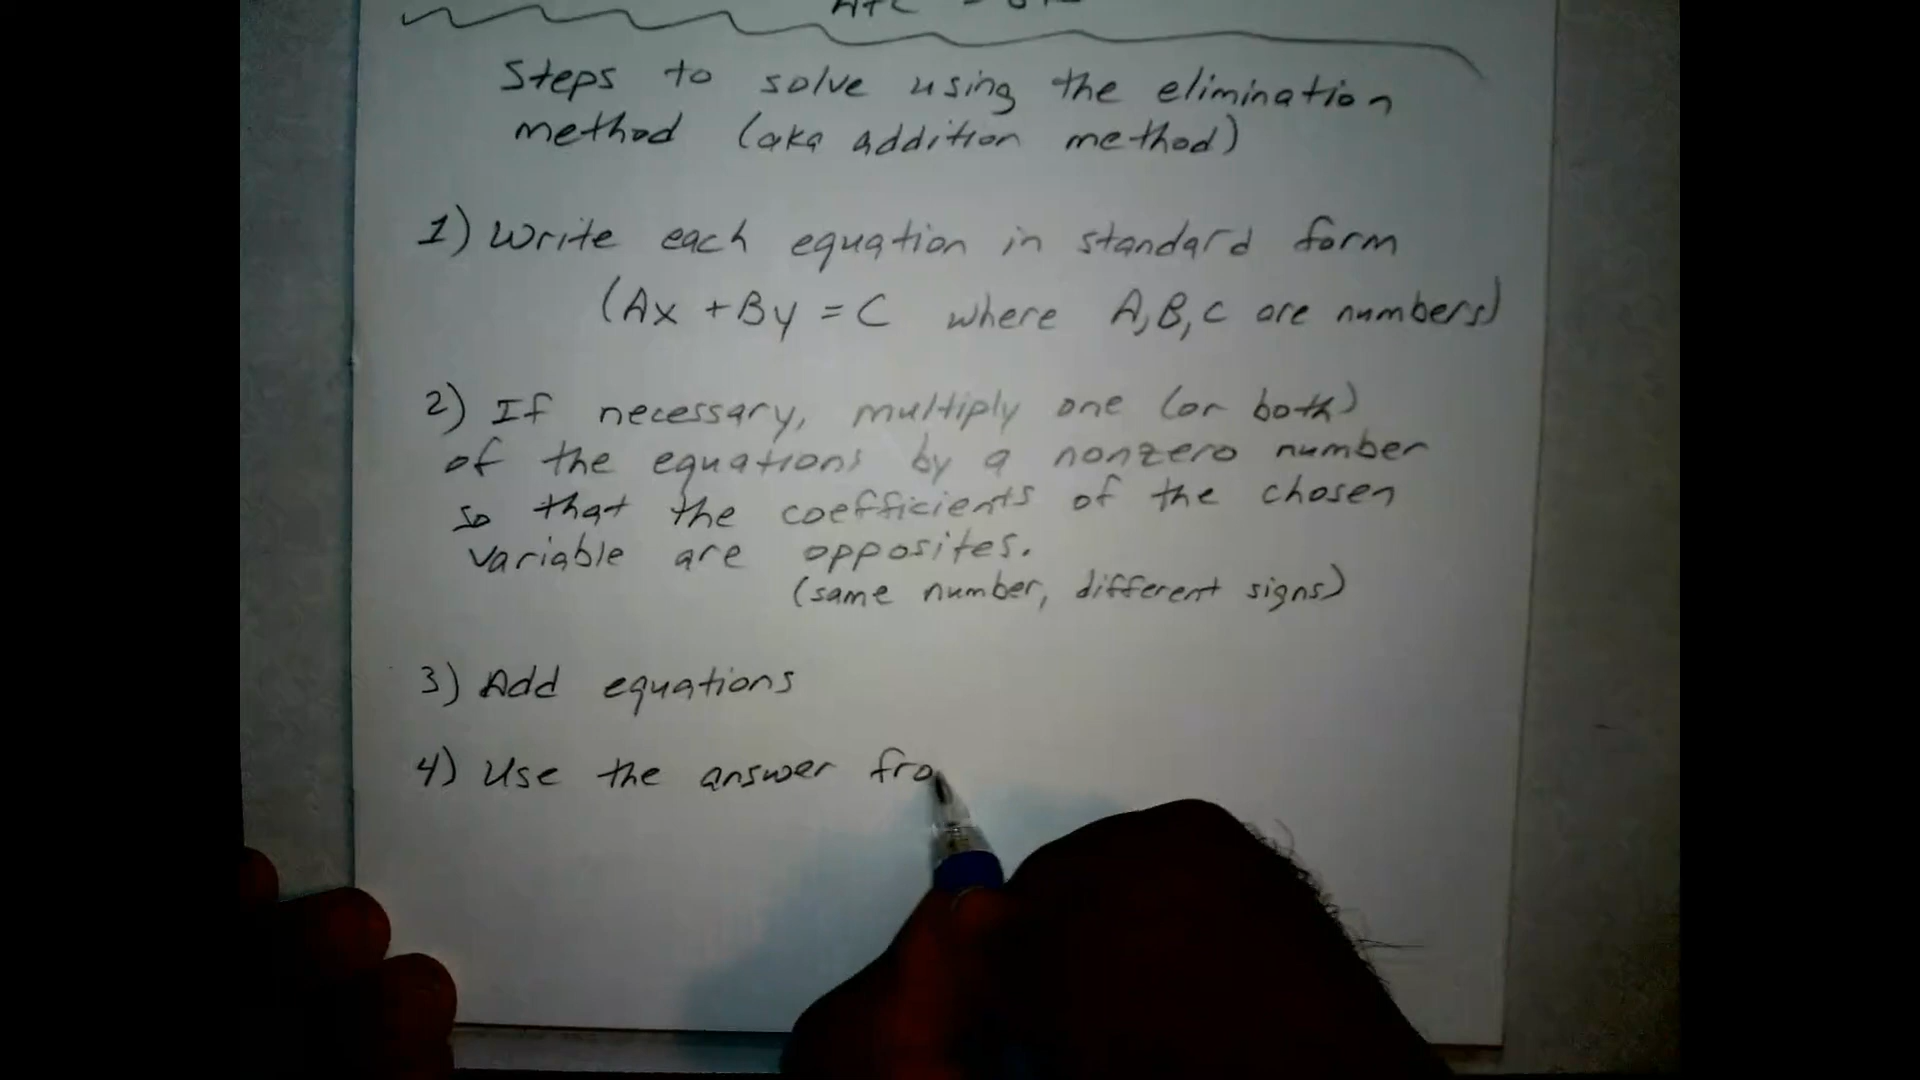 Steps to solve using the elimination
method (aka addition method)
1) Write each equation in standard form
(Ax + By = C where A, B, C are numbers)
2) If necessary, multiply one (or both)
of the equations by a nonzero number
so that the coefficients of the chosen
variable are opposites.
(same number, different signs)
3) Add equations
4) Use the answer fro